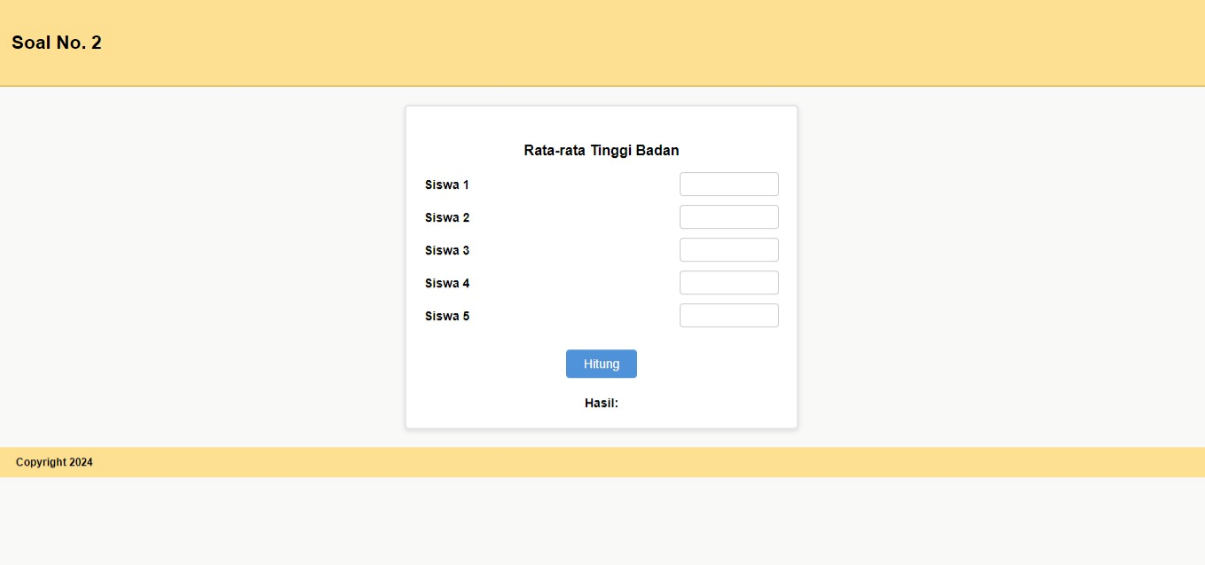 Soal No. 2
Rata-rata Tinggi Badan
Siswa 1
Siswa 2
Siswa 3
Siswa 4
Siswa 5
Hitung
Hasil:
Copyright 2024